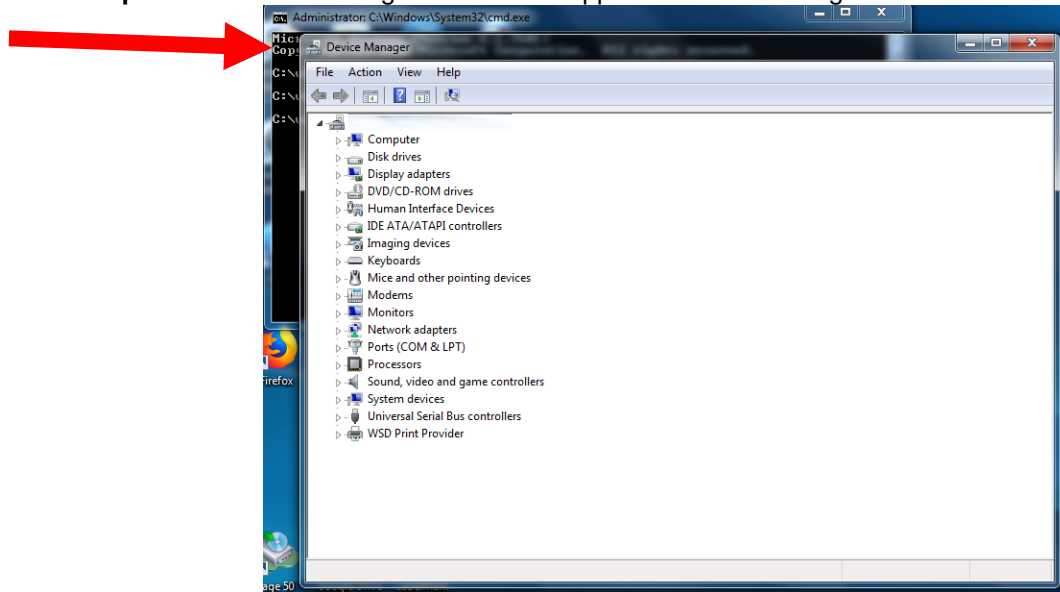 Administrator: C:\Windows\System32\cmd.exe
Device Manager
File Action View Help
Computer
Disk drives
Display adapters
DVD/CD-ROM drives
Human Interface Devices
IDE ATA/ATAPI controllers
Imaging devices
Keyboards
Mice and other pointing devices
Modems
Monitors
Network adapters
Ports (COM & LPT)
Processors
Sound, video and game controllers
System devices
Universal Serial Bus controllers
WSD Print Provider